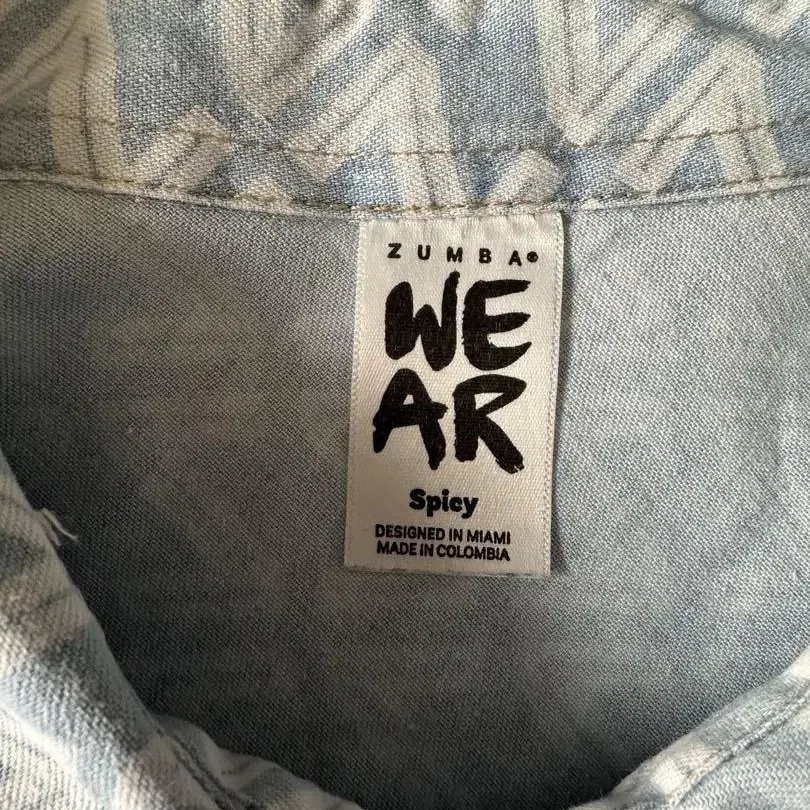 ZUMBA®
WE
AR
Spicy
DESIGNED IN MIAMI
MADE IN COLOMBIA